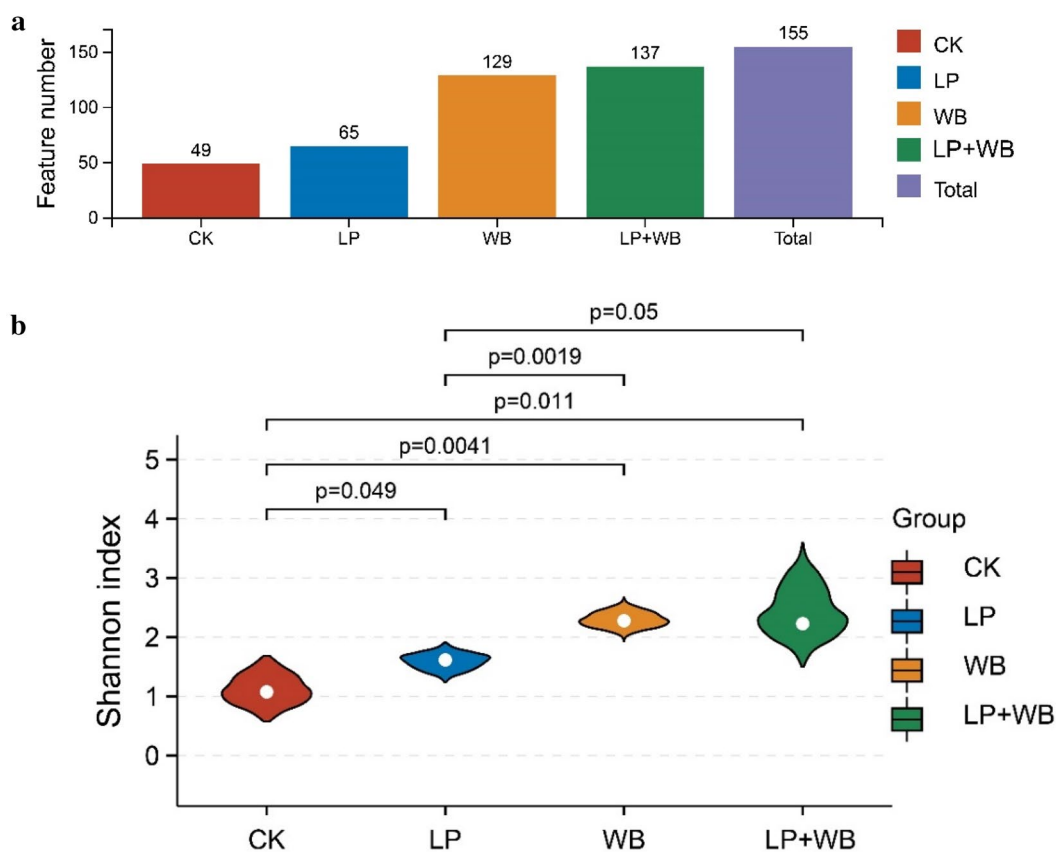 a
Feature number
150
100
50
0
49
65
129
137
155
CK
LP
WB
LP+WB
Total
CK
LP
WB
LP+WB
Total
b
p=0.05
p=0.0019
p=0.011
p=0.0041
p=0.049
Shannon index
5
4
3
2
1
0
CK
LP
WB
LP+WB
Group
CK
LP
WB
LP+WB